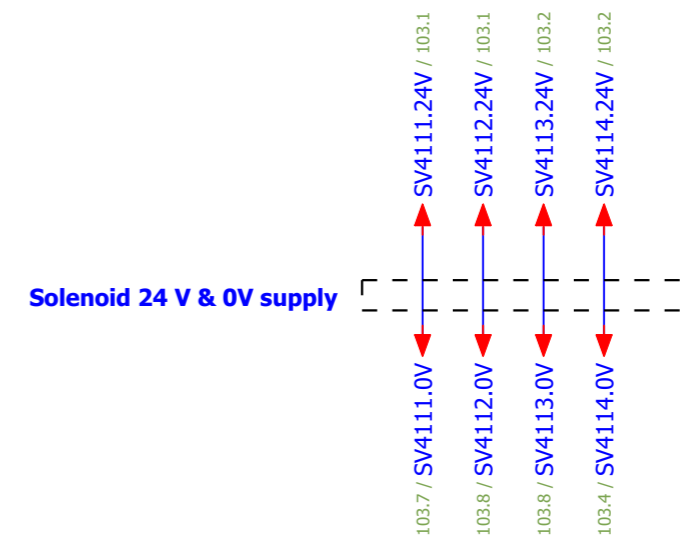 SV4111.24V / 103.1
SV4112.24V / 103.1
SV4113.24V / 103.2
SV4114.24V / 103.2
Solenoid 24 V & 0V supply
103.7 / SV4111.0V
103.8 / SV4112.0V
103.8 / SV4113.0V
103.4 / SV4114.0V